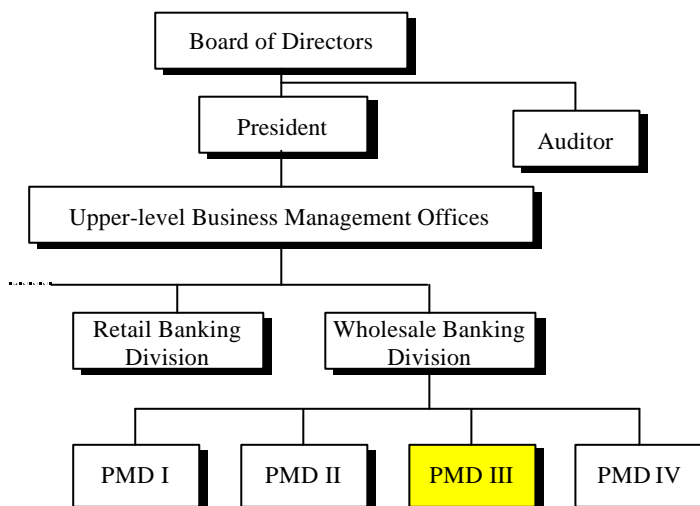 Board of Directors
President
Auditor
Upper-level Business Management Offices
Retail Banking
Division
Wholesale Banking
Division
PMD I
PMD II
PMD III
PMD IV